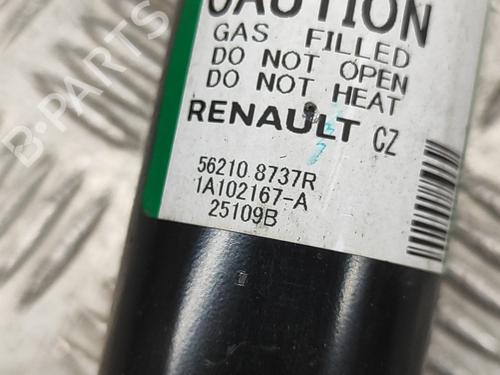 CAUTION
GAS FILLED
DO NOT OPEN
DO NOT HEAT
RENAULT CZ
56210 8737R
1A102167-A
25109B
B-PARTS